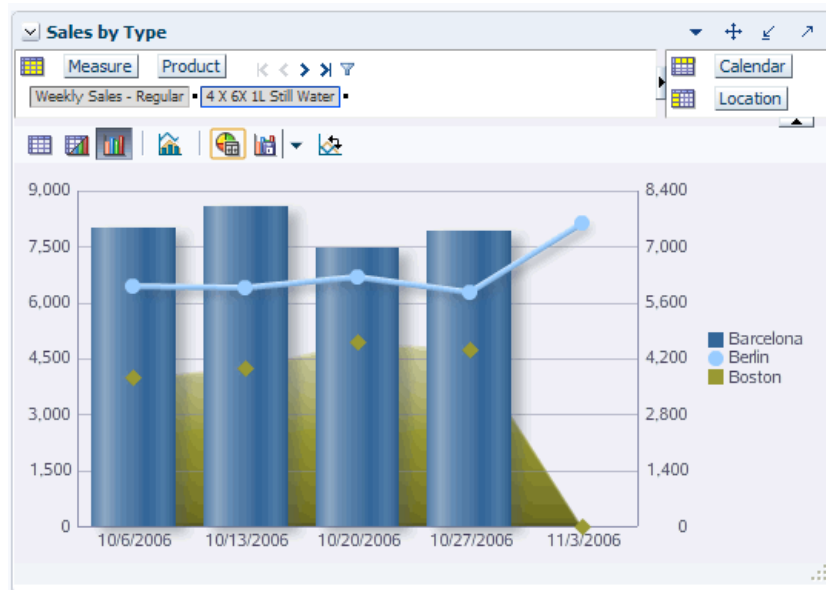 Sales by Type
Measure Product
Calendar
Weekly Sales - Regular 4 X 6X 1L Still Water
Location
9,000
7,500
6,000
4,500
3,000
1,500
0
8,400
7,000
5,600
4,200
2,800
1,400
0
10/6/2006 10/13/2006 10/20/2006 10/27/2006 11/3/2006
Barcelona
Berlin
Boston